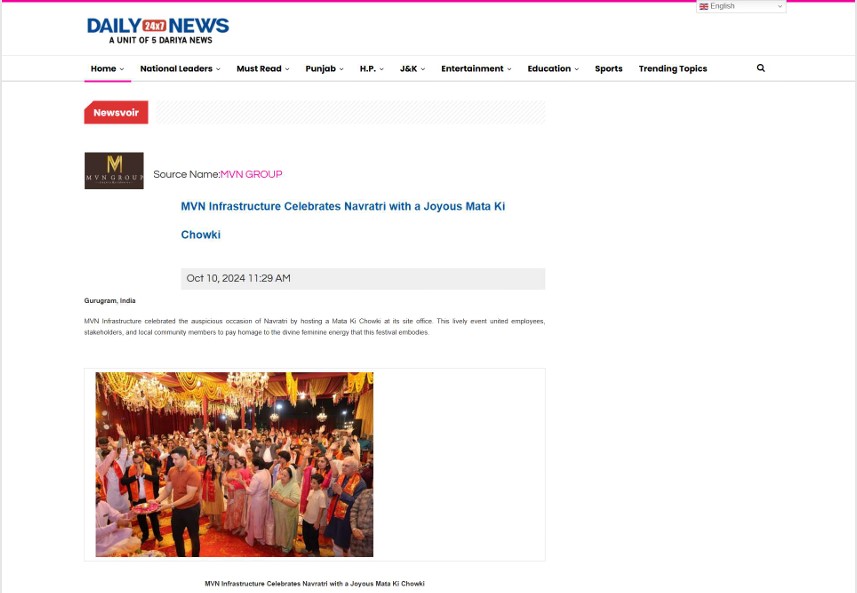 English
DAILY 24x7 NEWS
A UNIT OF 5 DARIYA NEWS
Home National Leaders Must Read Punjab H.P. J&K Entertainment Education Sports Trending Topics
Newsvoir
M
MVN GROUP
Source Name:MVN GROUP
MVN Infrastructure Celebrates Navratri with a Joyous Mata Ki
Chowki
Oct 10, 2024 11:29 AM
Gurugram, India
MVN Infrastructure celebrated the auspicious occasion of Navratri by hosting a Mata Ki Chowki at its site office. This lively event united employees,
stakeholders, and local community members to pay homage to the divine feminine energy that this festival embodies.
MVN Infrastructure Celebrates Navratri with a Joyous Mata Ki Chowki